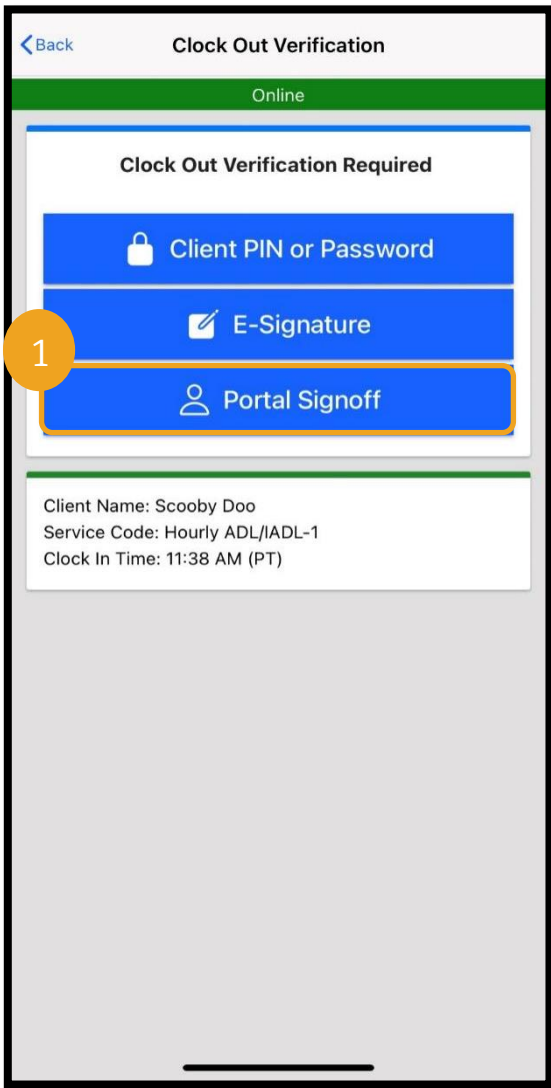 Back
Clock Out Verification
Online
Clock Out Verification Required
Client PIN or Password
E-Signature
1
Portal Signoff
Client Name: Scooby Doo
Service Code: Hourly ADL/IADL-1
Clock In Time: 11:38 AM (PT)